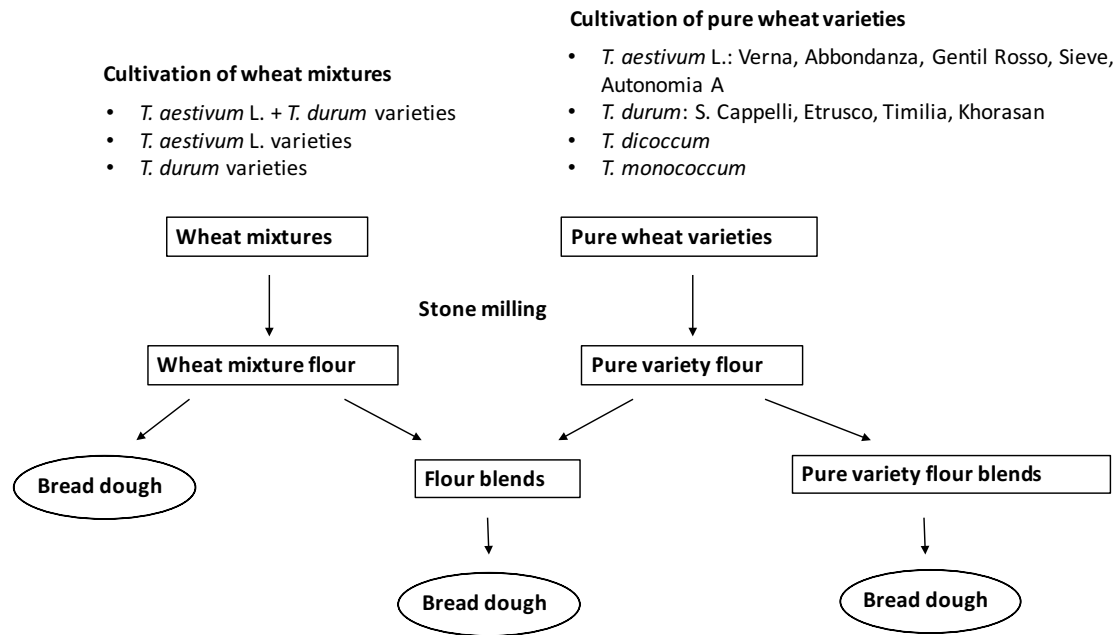 Cultivation of wheat mixtures
• T. aestivum L. + T. durum varieties
• T. aestivum L. varieties
• T. durum varieties
Cultivation of pure wheat varieties
• T. aestivum L.: Verna, Abbondanza, Gentil Rosso, Sieve,
Autonomia A
• T. durum: S. Cappelli, Etrusco, Timilia, Khorasan
• T. dicoccum
• T. monococcum
Wheat mixtures
Pure wheat varieties
Stone milling
Wheat mixture flour
Pure variety flour
Bread dough
Flour blends
Pure variety flour blends
Bread dough
Bread dough